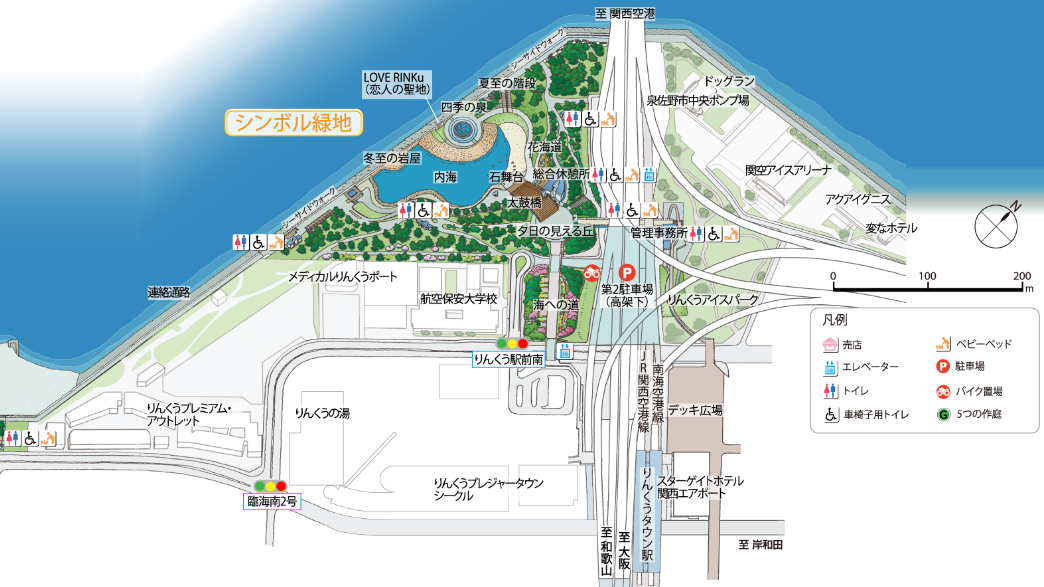 至 関西空港
シーサイドウォーク
ドッグラン
LOVE RINKu
(恋人の聖地)
夏至の階段
泉佐野市中央ポンプ場
四季の泉
シンボル緑地
花海道
冬至の岩屋
総合休憩所
関空アイスアリーナ
内海
石舞台
シーサイドウォーク
太鼓橋
アクアイグニス
変なホテル
N
夕日の見える丘
管理事務所
メディカルりんくうポート
連絡通路
航空保安大学校
海への道
P
第2駐車場
(高架下)
りんくうアイスパーク
0
100
200
m
凡例
売店
ベビーベッド
エレベーター
P
駐車場
トイレ
バイク置場
車椅子用トイレ
G
5つの作庭
りんくう駅前南
JR関西空港線
南海空港線
りんくうプレミアム・
アウトレット
りんくうの湯
デッキ広場
りんくうプレジャータウン
シークル
スターゲイトホテル
関西エアポート
臨海南2号
りんくうタウン駅
至 和歌山
至 大阪
至 岸和田